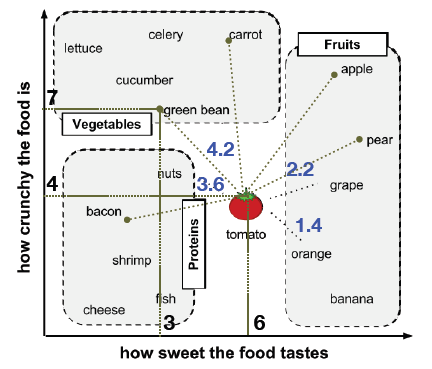 how crunchy the food is
celery
carrot
lettuce
Fruits
apple
cucumber
7
green bean
Vegetables
4.2
pear
nuts
2.2
4
3.6
grape
bacon
Proteins
tomato
1.4
orange
shrimp
fish
banana
cheese
3
6
how sweet the food tastes